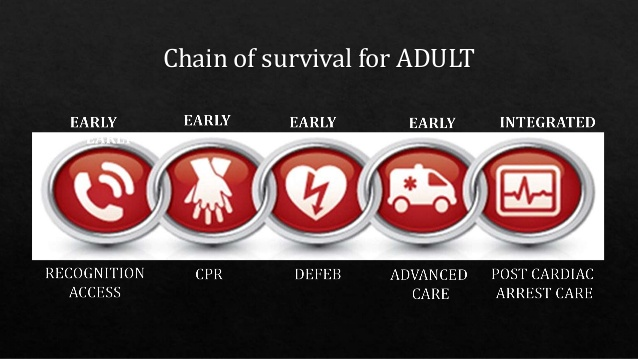 Chain of survival for ADULT
EARLY EARLY EARLY EARLY INTEGRATED
EARLY
RECOGNITION ACCESS
CPR
DEFEB
ADVANCED CARE
POST CARDIAC ARREST CARE